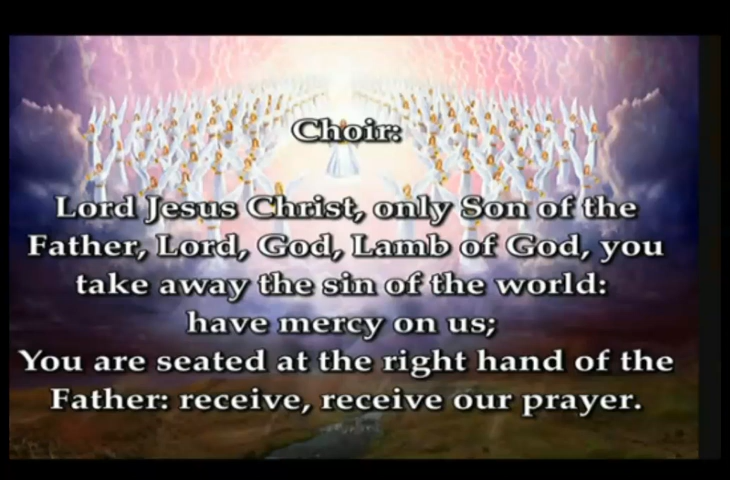 Choir:
Lord Jesus Christ, only Son of the
Father, Lord, God, Lamb of God, you
take away the sin of the world:
have mercy on us;
You are seated at the right hand of the
Father: receive, receive our prayer.